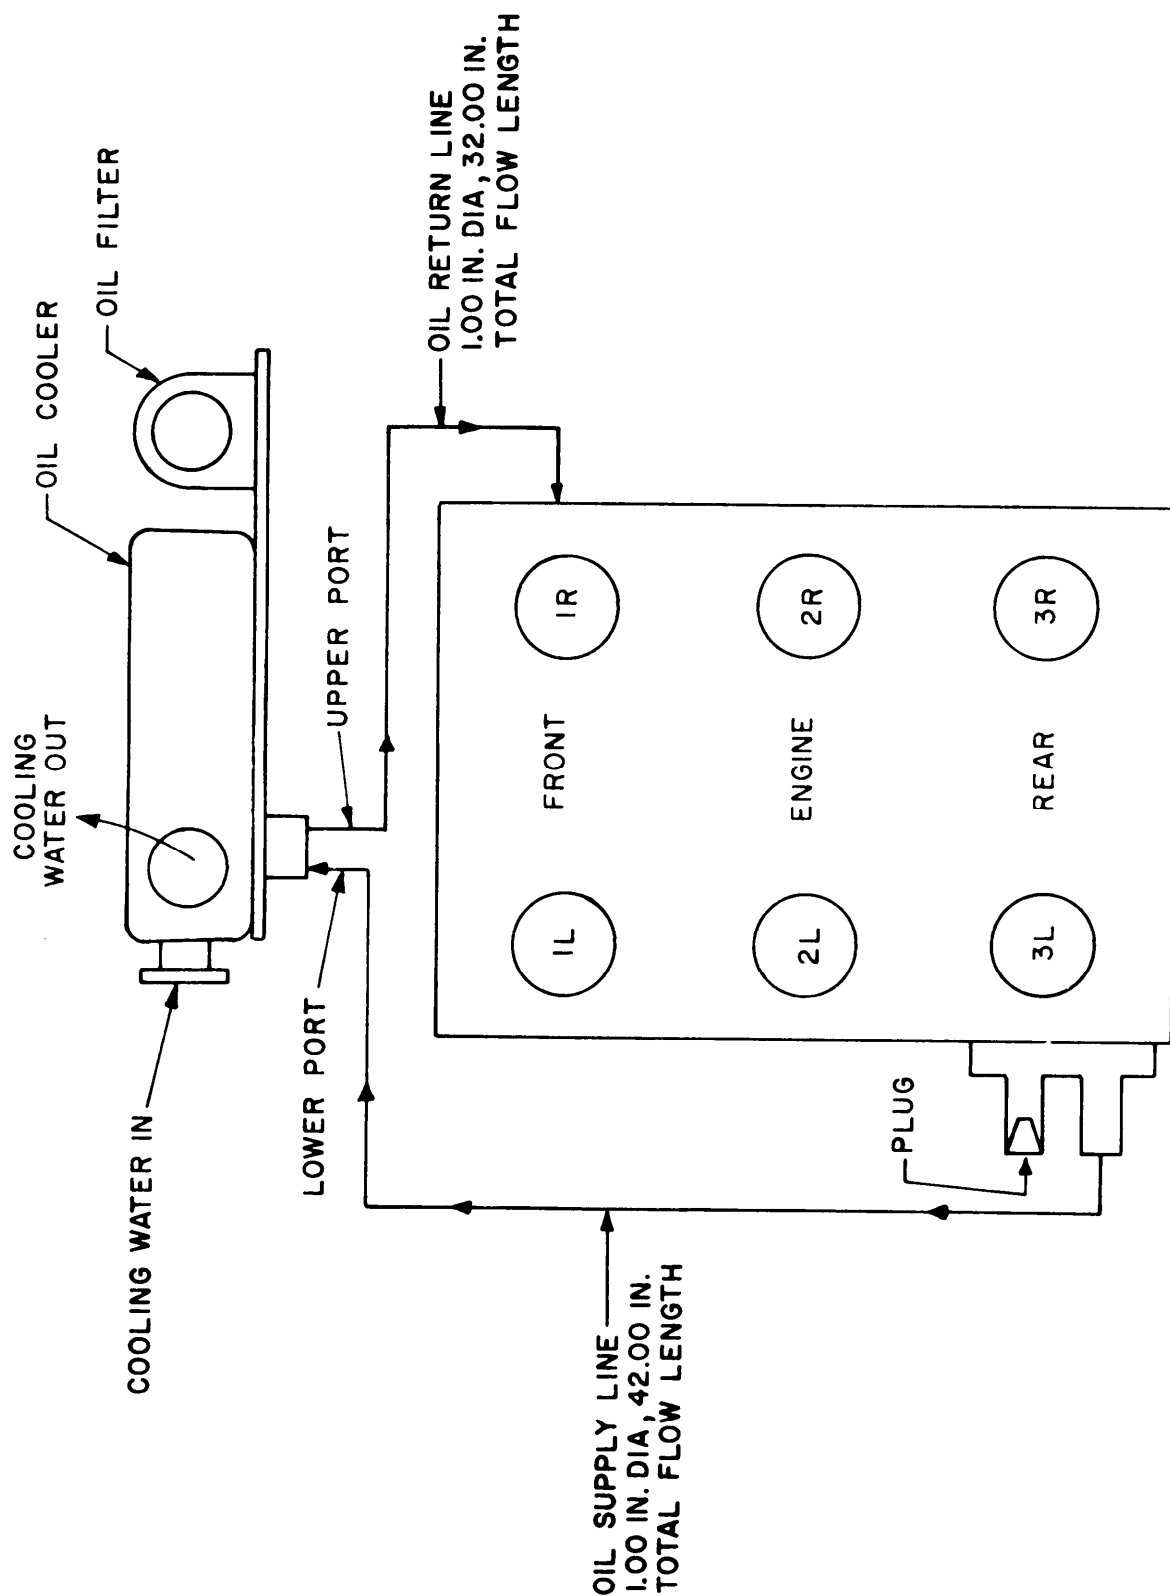 COOLING WATER IN
COOLING
WATER OUT
OIL COOLER
OIL FILTER
LOWER PORT
UPPER PORT
OIL RETURN LINE
1.00 IN. DIA, 32.00 IN.
TOTAL FLOW LENGTH
OIL SUPPLY LINE
1.00 IN. DIA, 42.00 IN.
TOTAL FLOW LENGTH
PLUG
1L
FRONT
1R
2L
ENGINE
2R
3L
REAR
3R